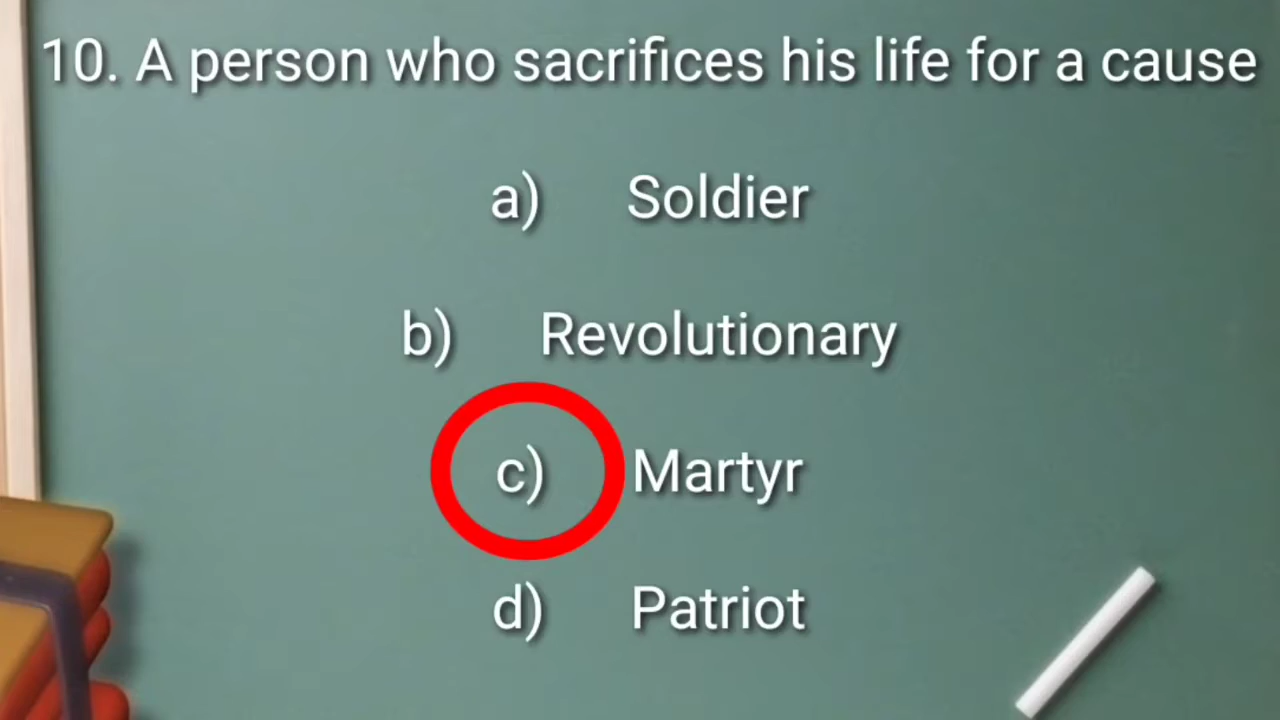 10. A person who sacrifices his life for a cause
a) Soldier
b) Revolutionary
c) Martyr
d) Patriot